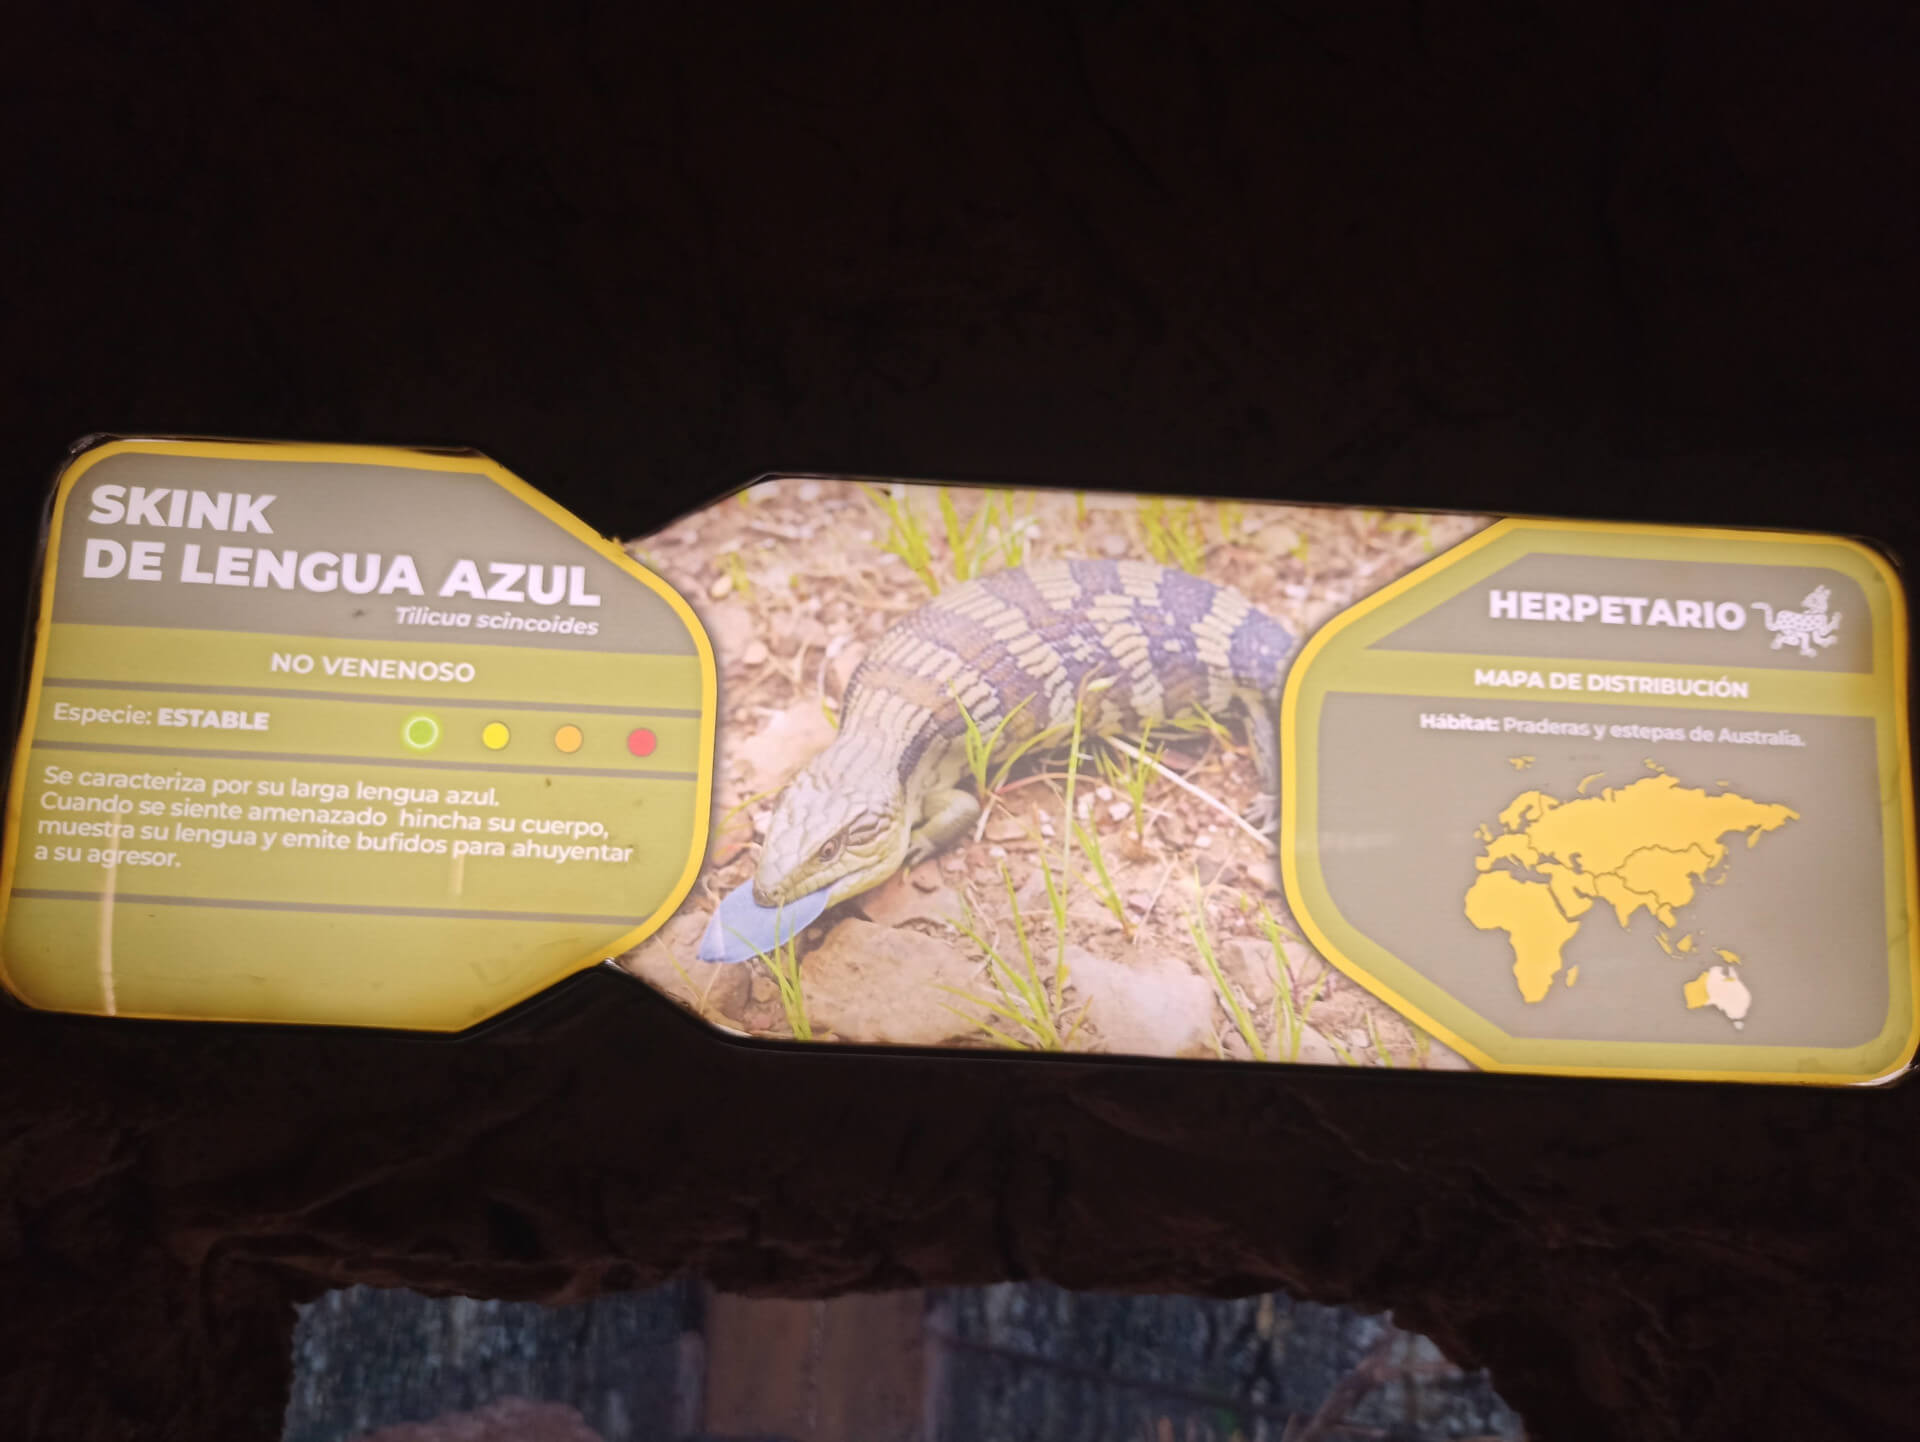 SKINK
DE LENGUA AZUL
Tilicua scincoides
NO VENENOSO
Especie: ESTABLE
Se caracteriza por su larga lengua azul.
Cuando se siente amenazado hincha su cuerpo,
muestra su lengua y emite bufidos para ahuyentar
a su agresor.
HERPETARIO
MAPA DE DISTRIBUCIÓN
Hábitat: Praderas y estepas de Australia.